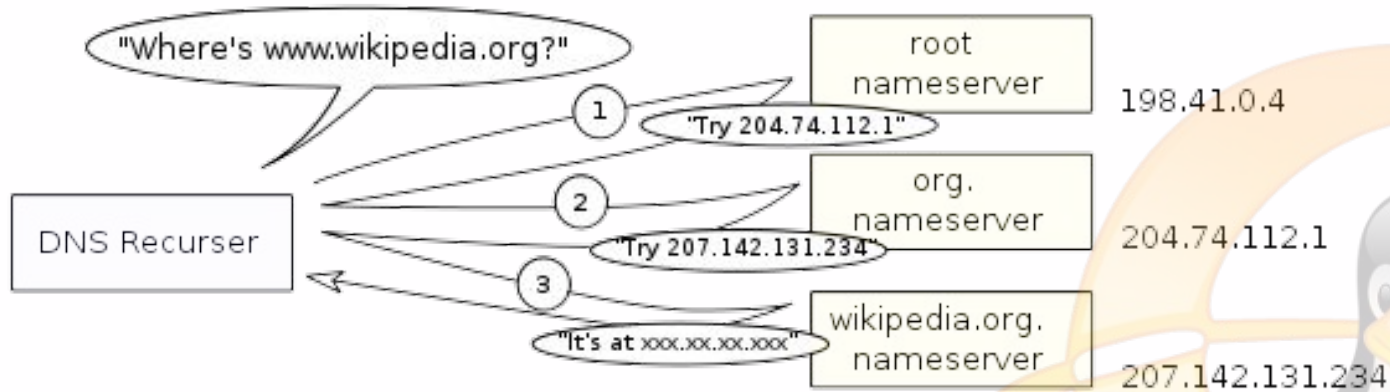 "Where's www.wikipedia.org?"
root
nameserver
198.41.0.4
1
"Try 204.74.112.1"
org.
nameserver
204.74.112.1
2
"Try 207.142.131.234"
DNS Recurser
3
wikipedia.org.
nameserver
207.142.131.234
"It's at xxx.xx.xx.xxx"